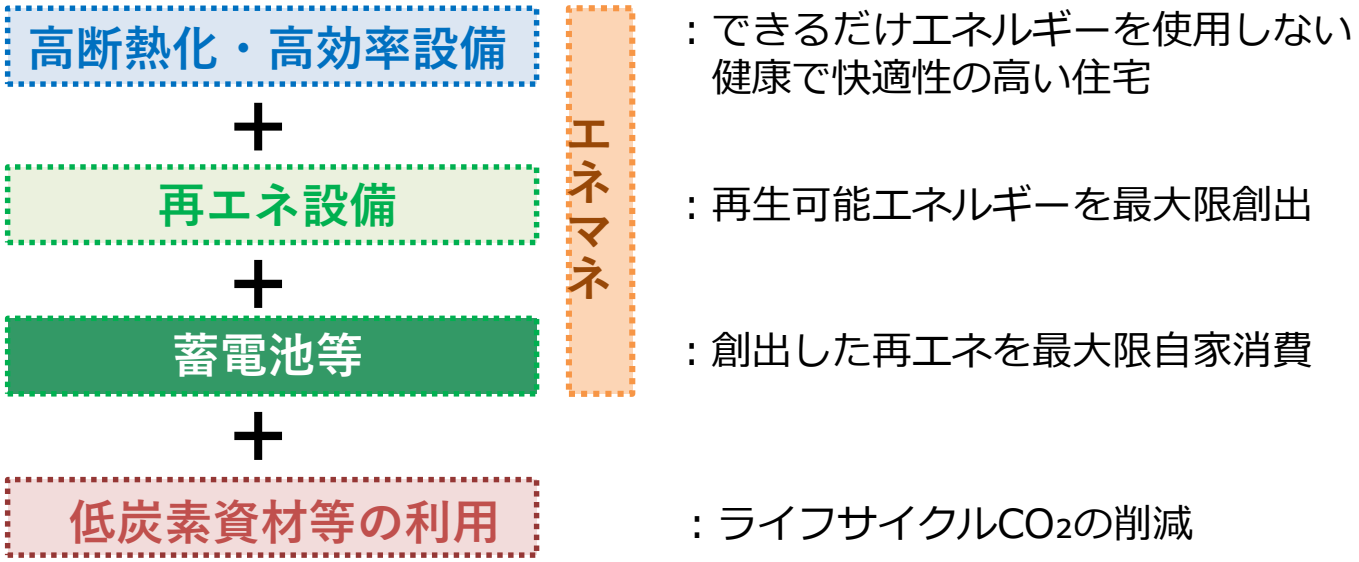 高断熱化・高効率設備
：できるだけエネルギーを使用しない
健康で快適性の高い住宅
＋
再エネ設備
：再生可能エネルギーを最大限創出
＋
蓄電池等
：創出した再エネを最大限自家消費
＋
低炭素資材等の利用
：ライフサイクルCO₂の削減
エネマネ